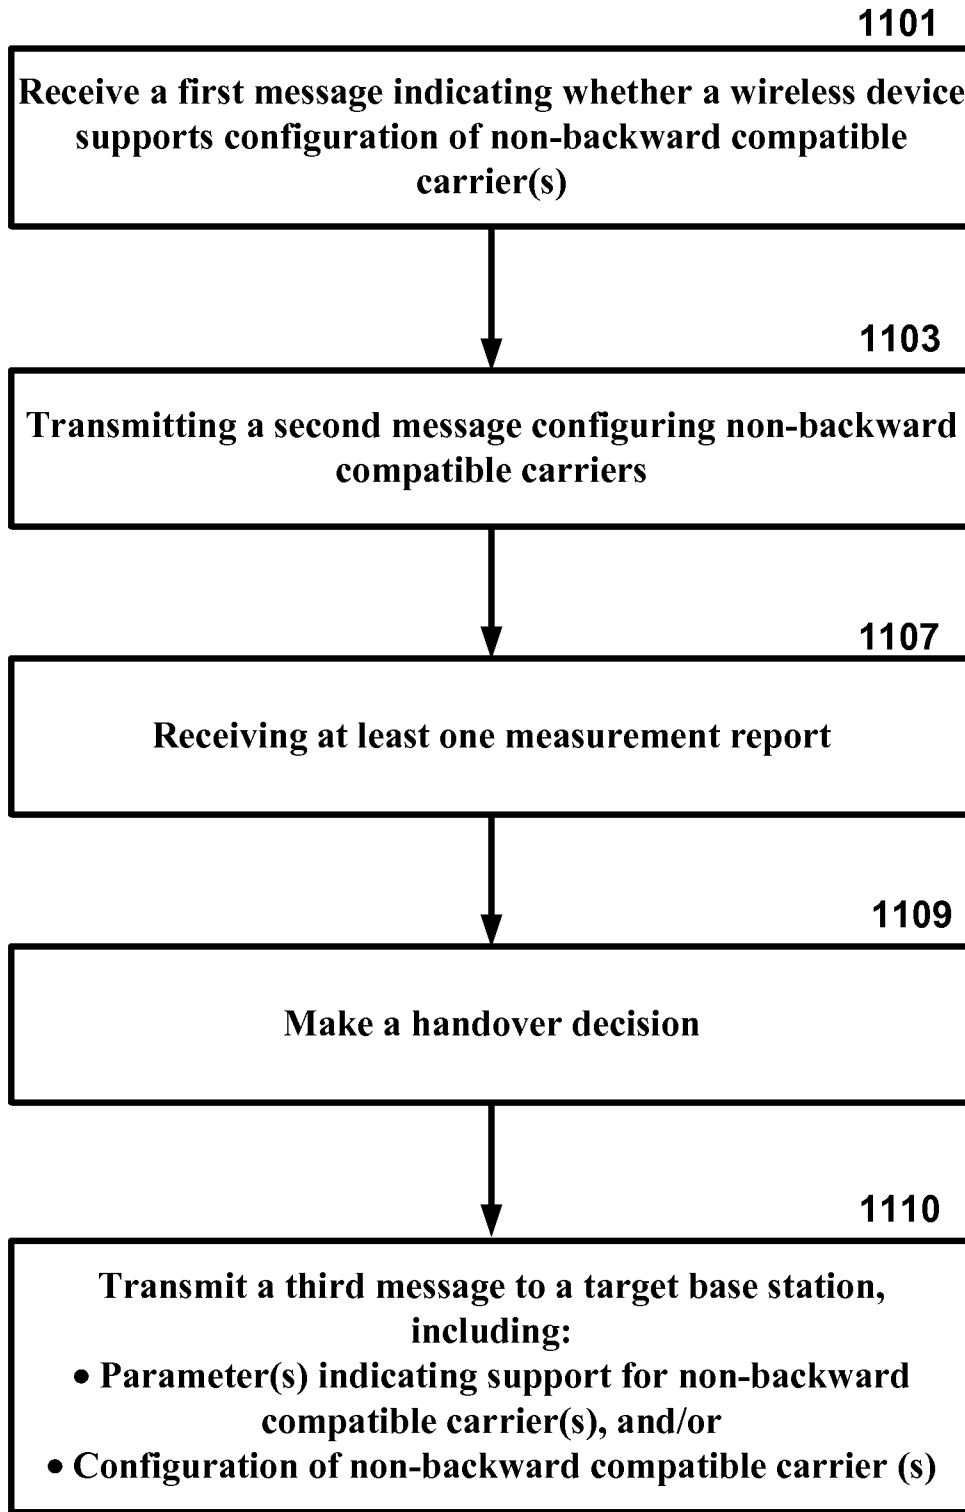 1101
Receive a first message indicating whether a wireless device
supports configuration of non-backward compatible
carrier(s)
1103
Transmitting a second message configuring non-backward
compatible carriers
1107
Receiving at least one measurement report
1109
Make a handover decision
1110
Transmit a third message to a target base station,
including:
• Parameter(s) indicating support for non-backward
compatible carrier(s), and/or
• Configuration of non-backward compatible carrier (s)